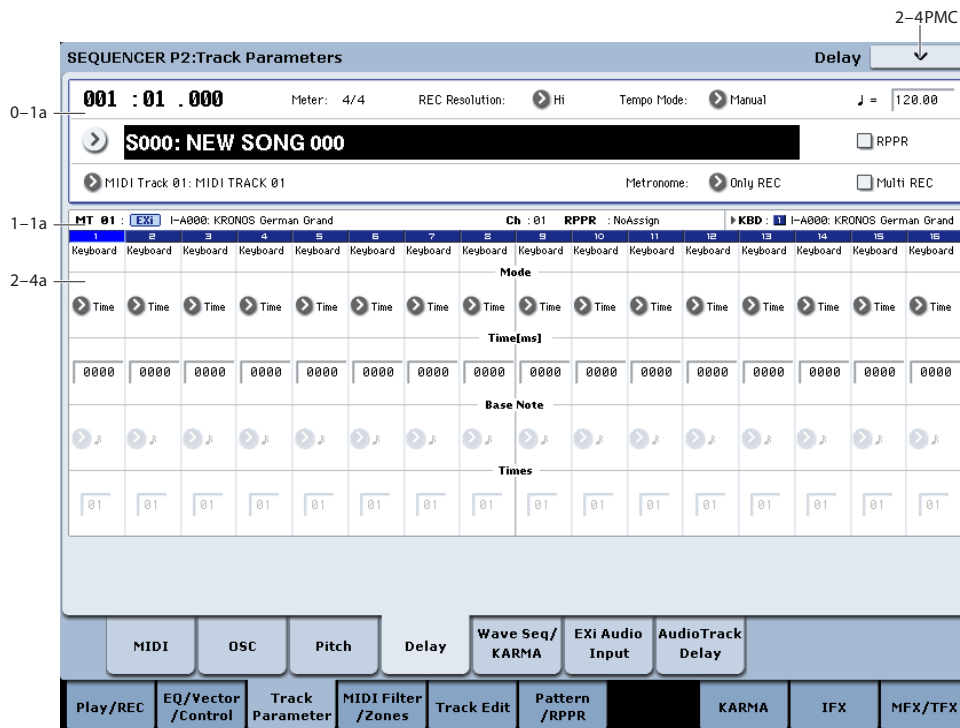 2–4PMC
SEQUENCER P2:Track Parameters Delay
0–1a
001 :01 .000 Meter: 4/4 REC Resolution: Hi Tempo Mode: Manual ♩ = 120.00
S000: NEW SONG 000 RPPR
MIDI Track 01: MIDI TRACK 01 Metronome: Only REC Multi REC
1–1a
MT 01 : EXi I-A000: KRONOS German Grand Ch :01 RPPR :NoAssign ▶KBD : 1 I-A000: KRONOS German Grand
1 2 3 4 5 6 7 8 9 10 11 12 13 14 15 16
Keyboard Keyboard Keyboard Keyboard Keyboard Keyboard Keyboard Keyboard Keyboard Keyboard Keyboard Keyboard Keyboard Keyboard Keyboard Keyboard
2–4a
Mode
Time Time Time Time Time Time Time Time Time Time Time Time Time Time Time Time
Time[ms]
0000 0000 0000 0000 0000 0000 0000 0000 0000 0000 0000 0000 0000 0000 0000 0000
Base Note
♪ ♪ ♪ ♪ ♪ ♪ ♪ ♪ ♪ ♪ ♪ ♪ ♪ ♪ ♪ ♪
Times
01 01 01 01 01 01 01 01 01 01 01 01 01 01 01 01
MIDI OSC Pitch Delay Wave Seq/ KARMA EXi Audio Input AudioTrack Delay
Play/REC EQ/Vector /Control Track Parameter MIDI Filter /Zones Track Edit Pattern /RPPR KARMA IFX MFX/TFX